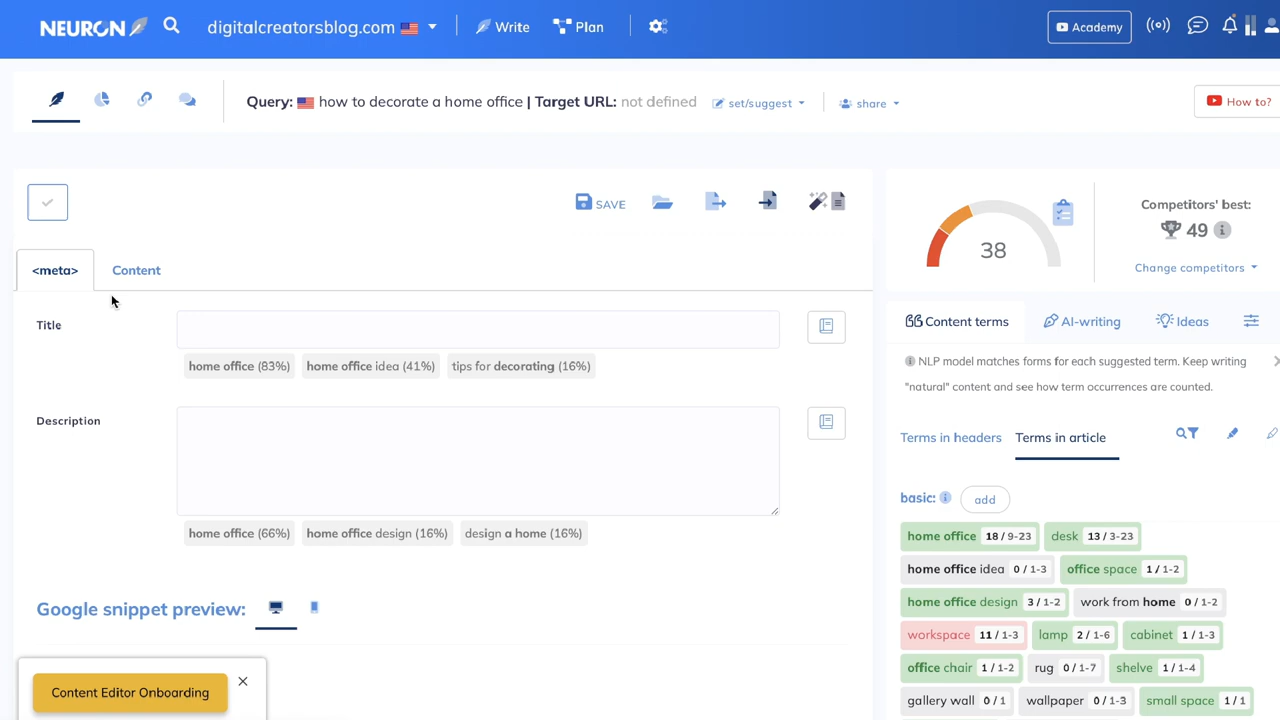 NEURON digitalcreatorsblog.com Write Plan Academy
Query: how to decorate a home office | Target URL: not defined set/suggest share How to?
SAVE
<meta> Content
Title
home office (83%) home office idea (41%) tips for decorating (16%)
Description
home office (66%) home office design (16%) design a home (16%)
Google snippet preview:
Content Editor Onboarding
38
Competitors' best:
49
Change competitors
Content terms AI-writing Ideas
NLP model matches forms for each suggested term. Keep writing
"natural" content and see how term occurrences are counted.
Terms in headers Terms in article
basic: add
home office 18 / 9-23 desk 13 / 3-23
home office idea 0 / 1-3 office space 1 / 1-2
home office design 3 / 1-2 work from home 0 / 1-2
workspace 11 / 1-3 lamp 2 / 1-6 cabinet 1 / 1-3
office chair 1 / 1-2 rug 0 / 1-7 shelve 1 / 1-4
gallery wall 0 / 1 wallpaper 0 / 1-3 small space 1 / 1